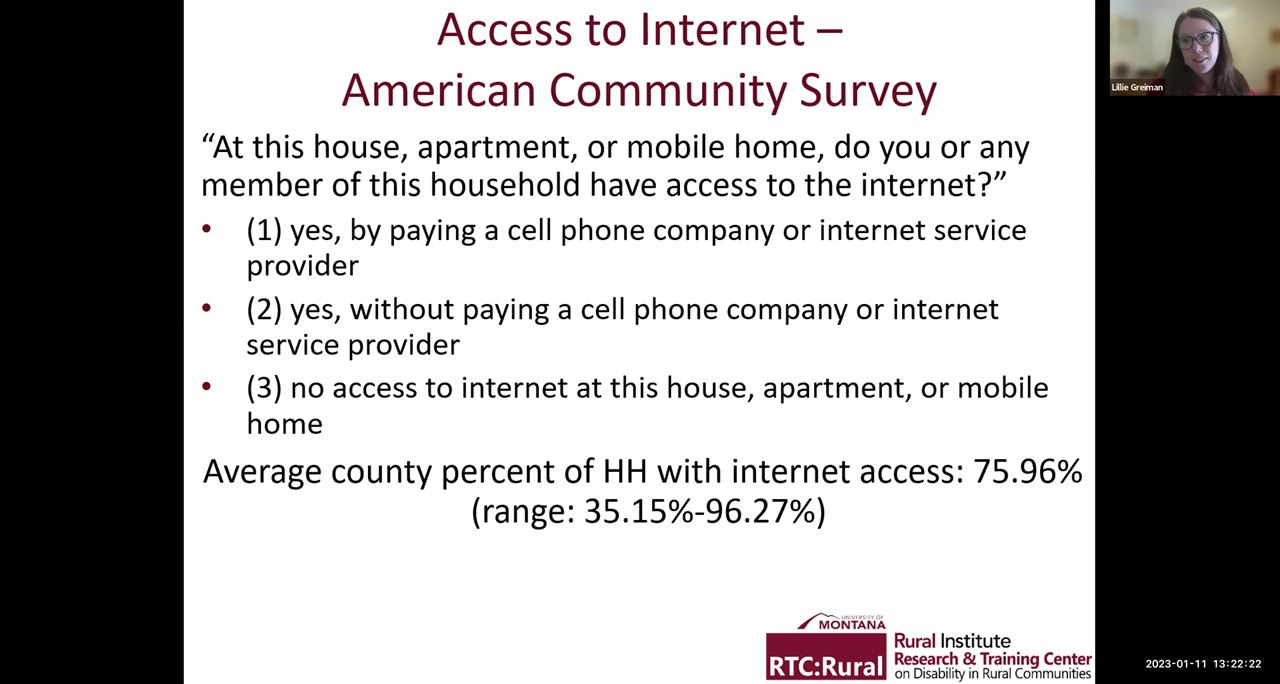 Access to Internet –
American Community Survey
“At this house, apartment, or mobile home, do you or any
member of this household have access to the internet?”
• (1) yes, by paying a cell phone company or internet service
provider
• (2) yes, without paying a cell phone company or internet
service provider
• (3) no access to internet at this house, apartment, or mobile
home
Average county percent of HH with internet access: 75.96%
(range: 35.15%-96.27%)
UNIVERSITY OF
MONTANA
RTC:Rural
Rural Institute
Research & Training Center
on Disability in Rural Communities
Lillie Greiman
2023-01-11 13:22:22